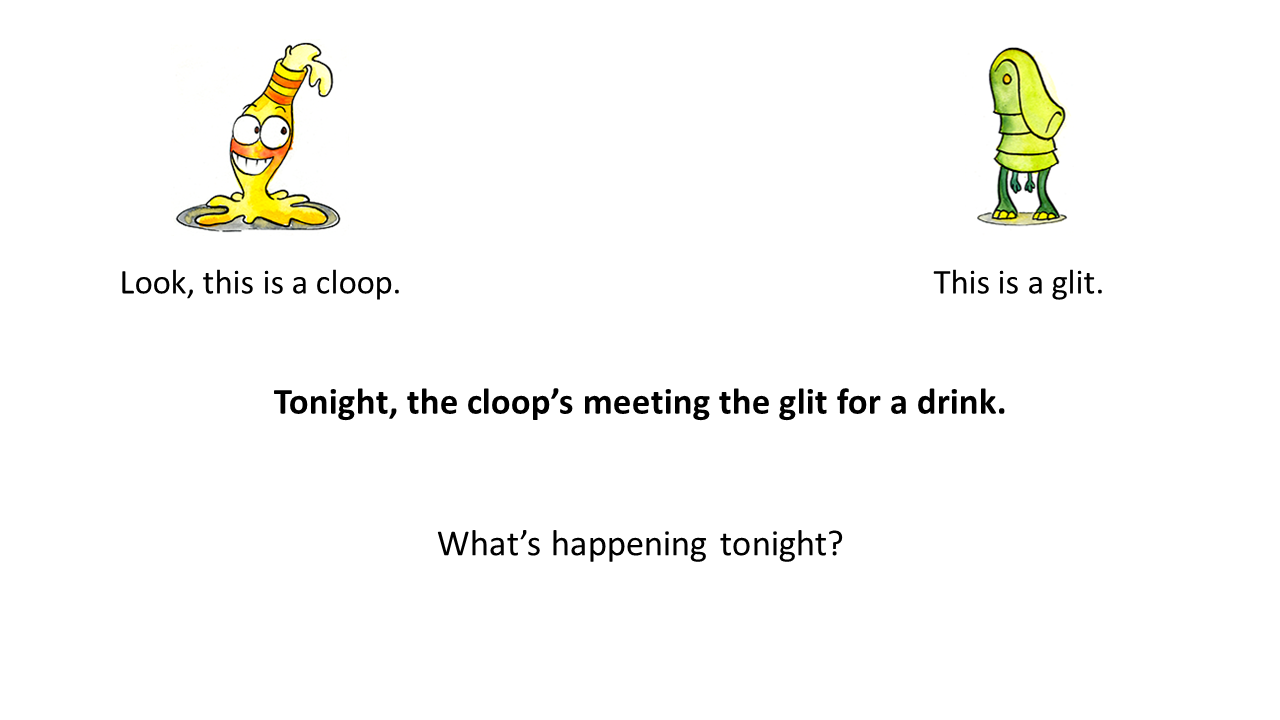 Look, this is a cloop.
This is a glit.
Tonight, the cloop’s meeting the glit for a drink.
What’s happening tonight?